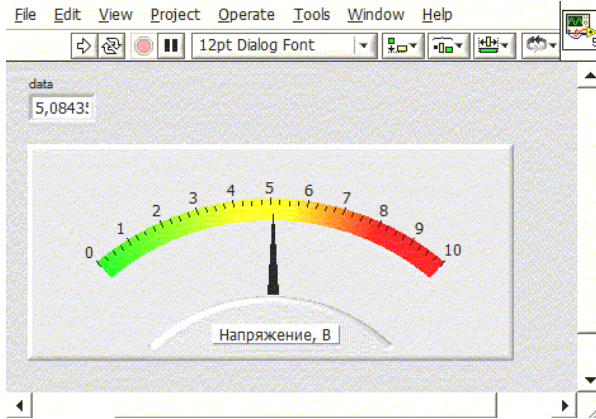 File Edit View Project Operate Tools Window Help
12pt Dialog Font
data
5,0843
0 1 2 3 4 5 6 7 8 9 10
Напряжение, В